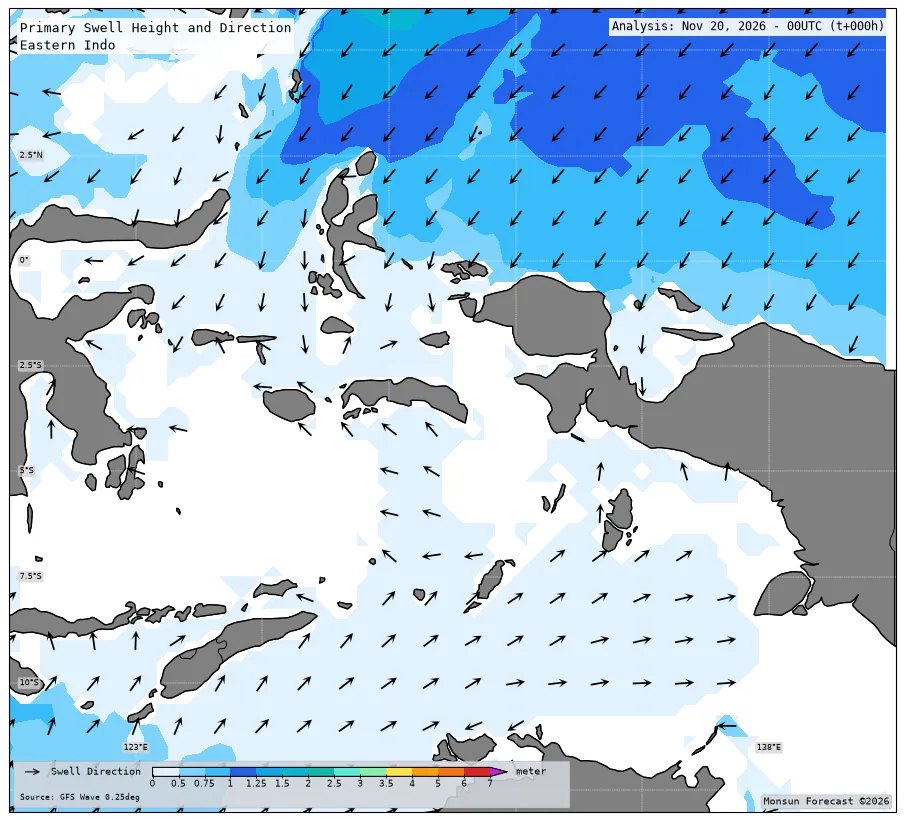 Primary Swell Height and Direction
Eastern Indo
Analysis: Nov 20, 2026 - 00UTC (t+000h)
2.5°N
0°
2.5°S
5°S
7.5°S
10°S
123°E
138°E
Swell Direction
0 0.5 0.75 1 1.25 1.5 2 2.5 3 3.5 4 5 6 7
meter
Source: GFS Wave 0.25deg
Monsun Forecast ©2026